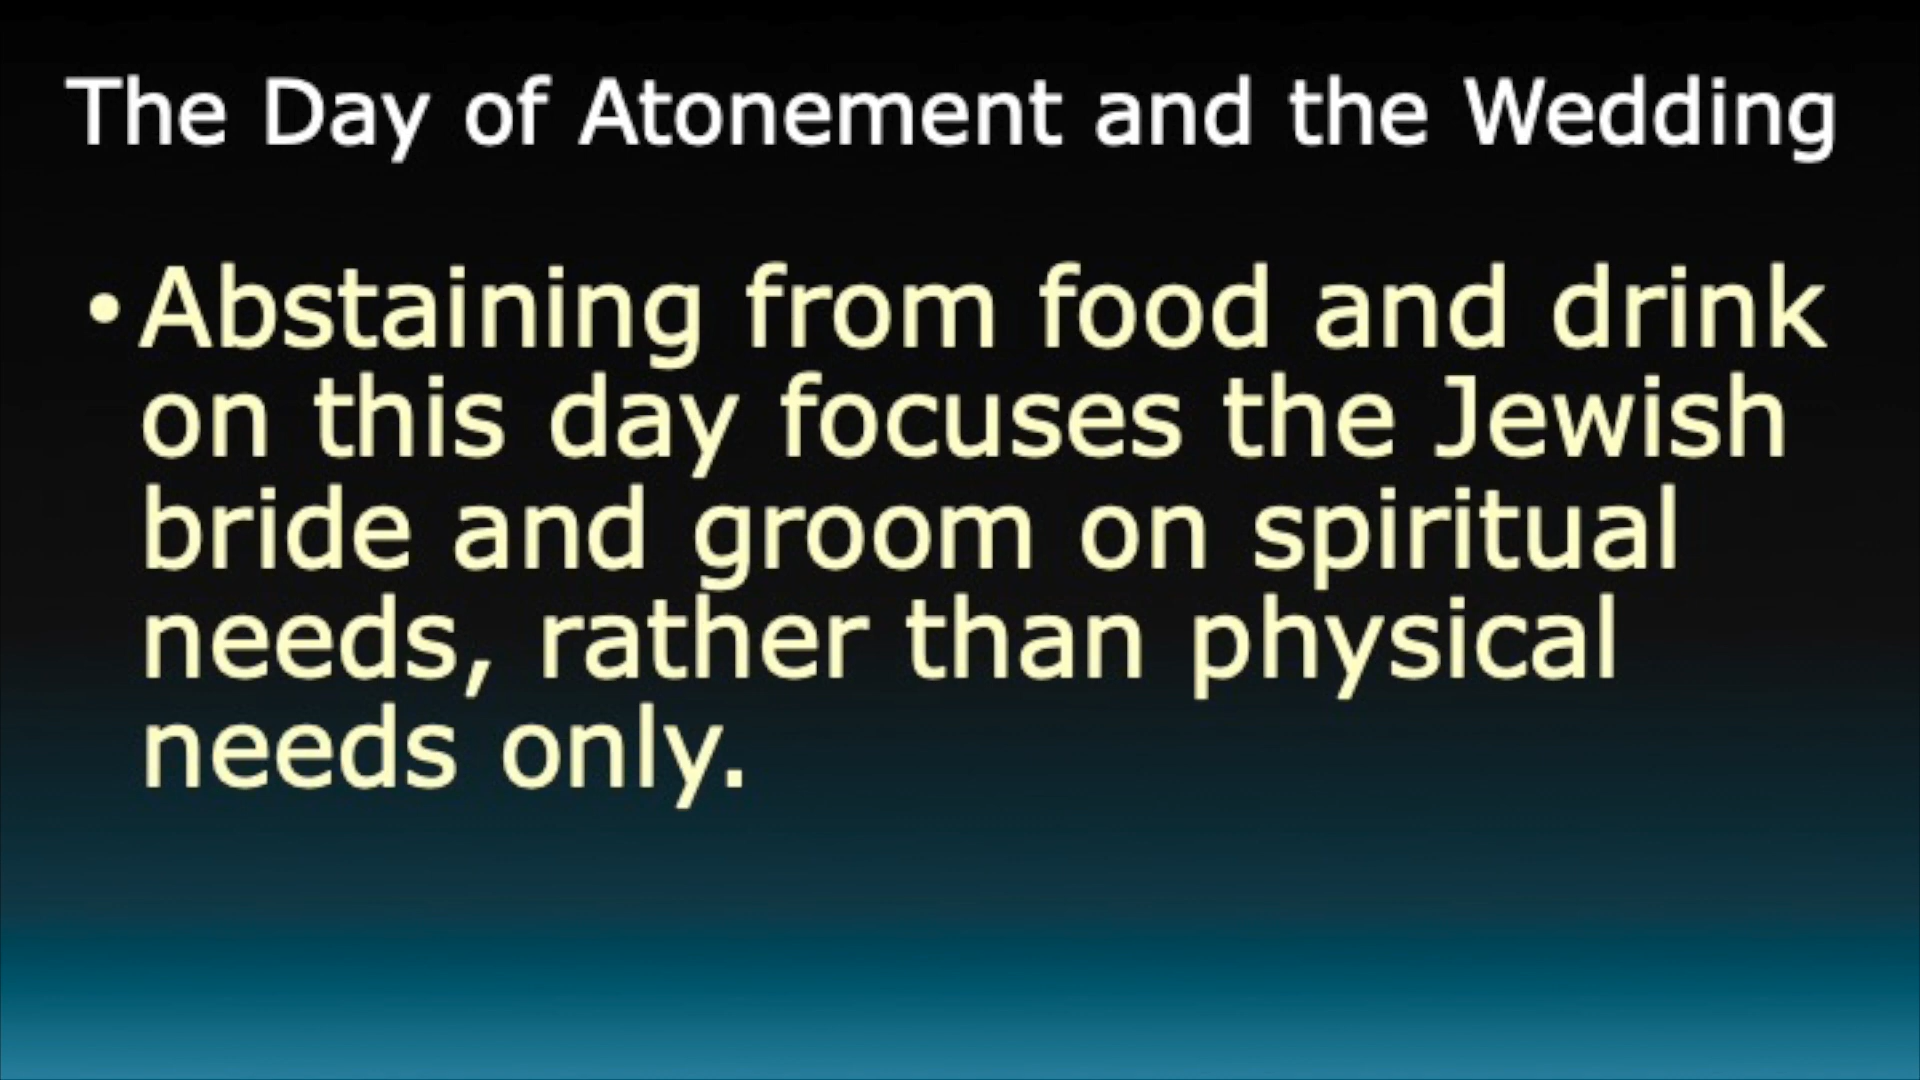 The Day of Atonement and the Wedding
• Abstaining from food and drink
on this day focuses the Jewish
bride and groom on spiritual
needs, rather than physical
needs only.